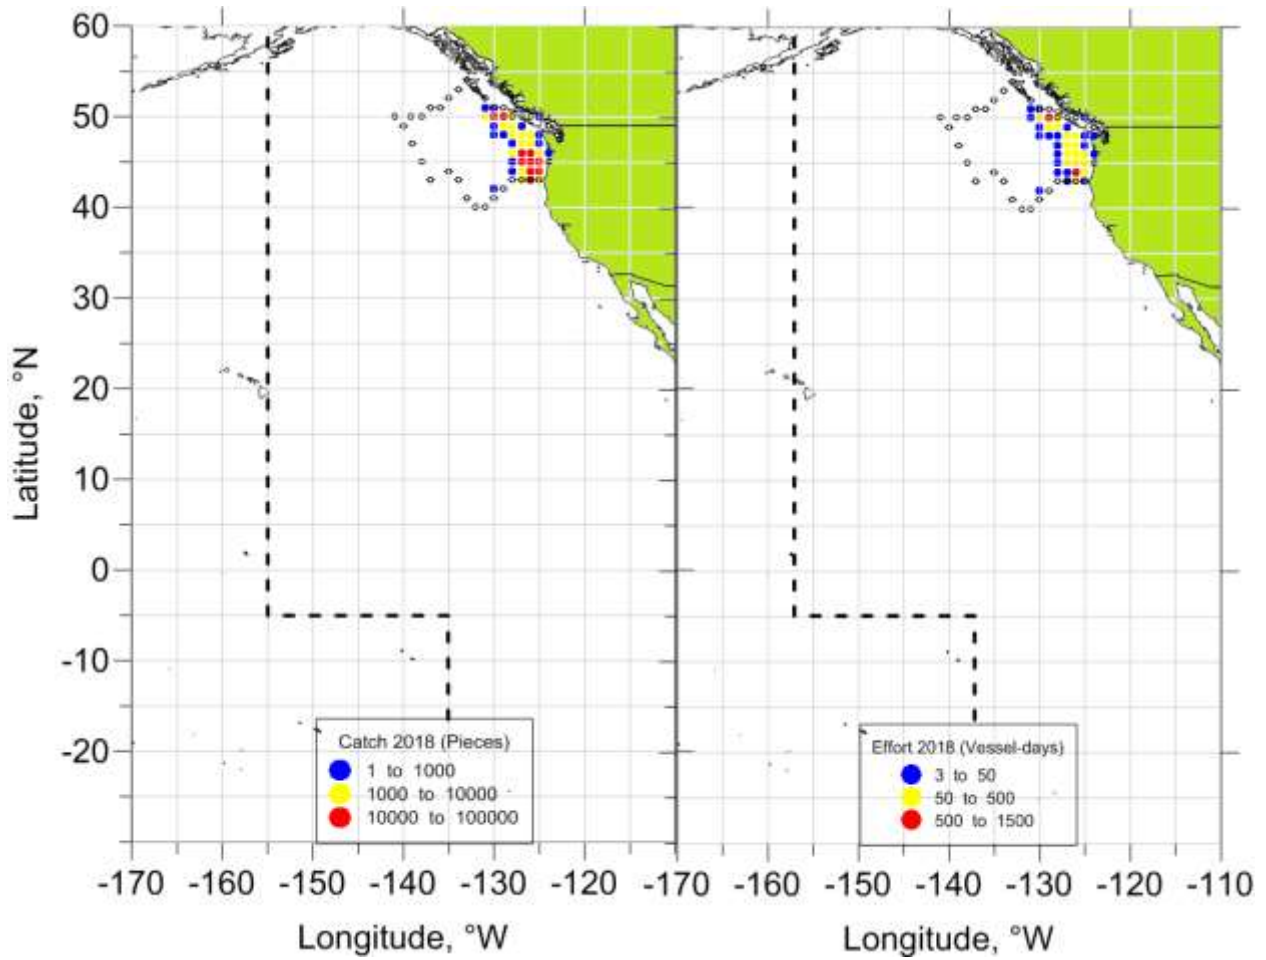 60
50
40
30
20
10
0
-10
-20
Latitude, °N
Catch 2018 (Pieces)
1 to 1000
1000 to 10000
10000 to 100000
Effort 2018 (Vessel-days)
3 to 50
50 to 500
500 to 1500
-170 -160 -150 -140 -130 -120 -170 -160 -150 -140 -130 -120 -110
Longitude, °W Longitude, °W